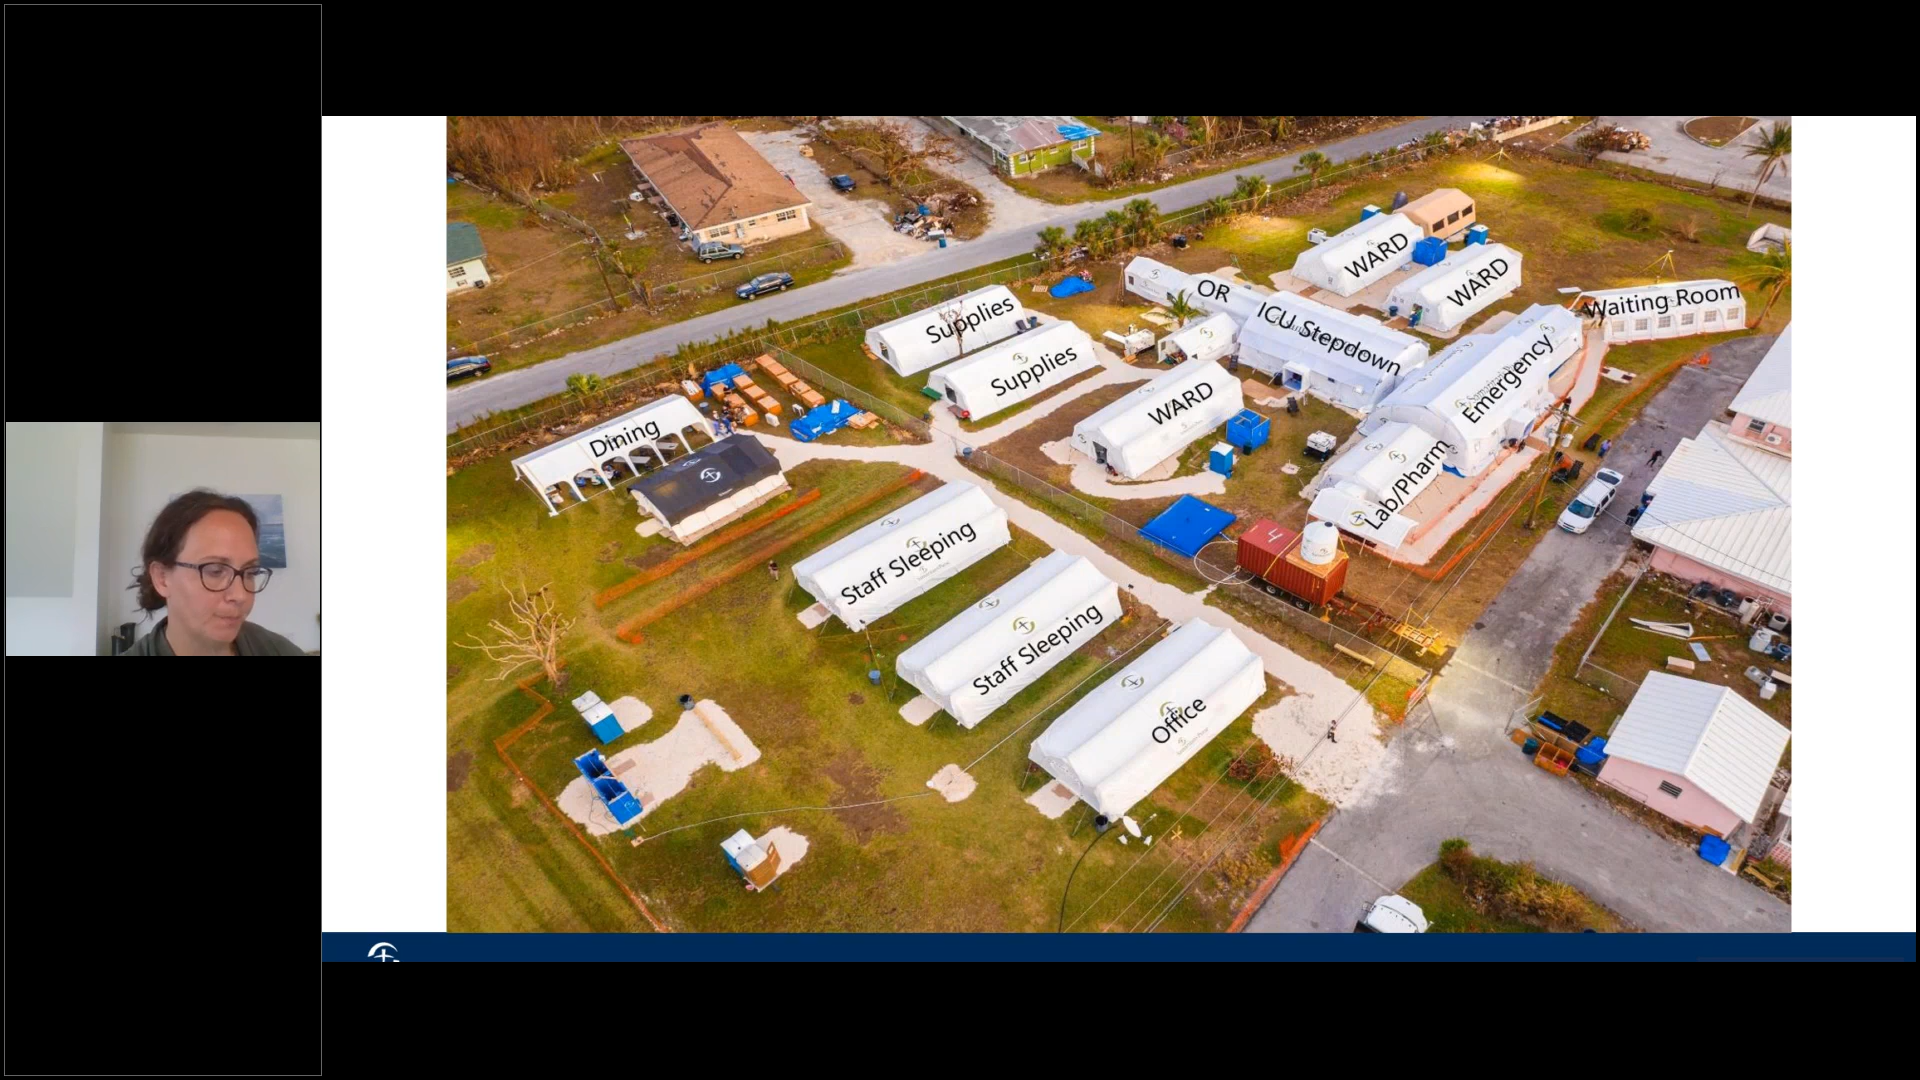 WARD
OR
WARD
Waiting Room
Supplies
ICU Stepdown
Supplies
Emergency
WARD
Dining
Lab/Pharm
Staff Sleeping
4
Staff Sleeping
Office